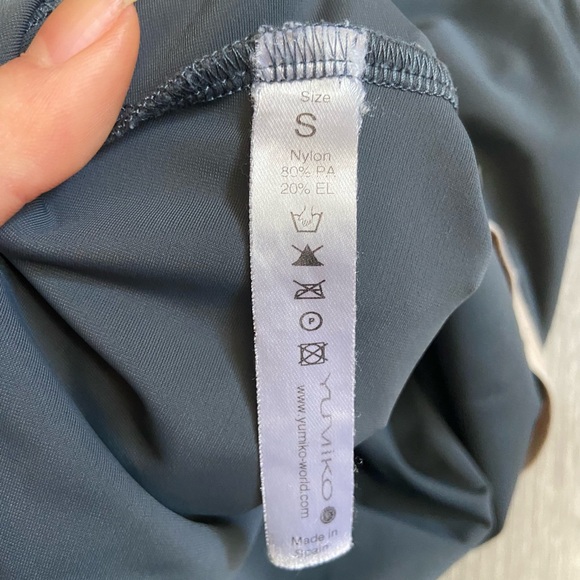 Size
S
Nylon
80% PA
20% EL
P
YUMIKO
www.yumiko-world.com
Made in
Spain